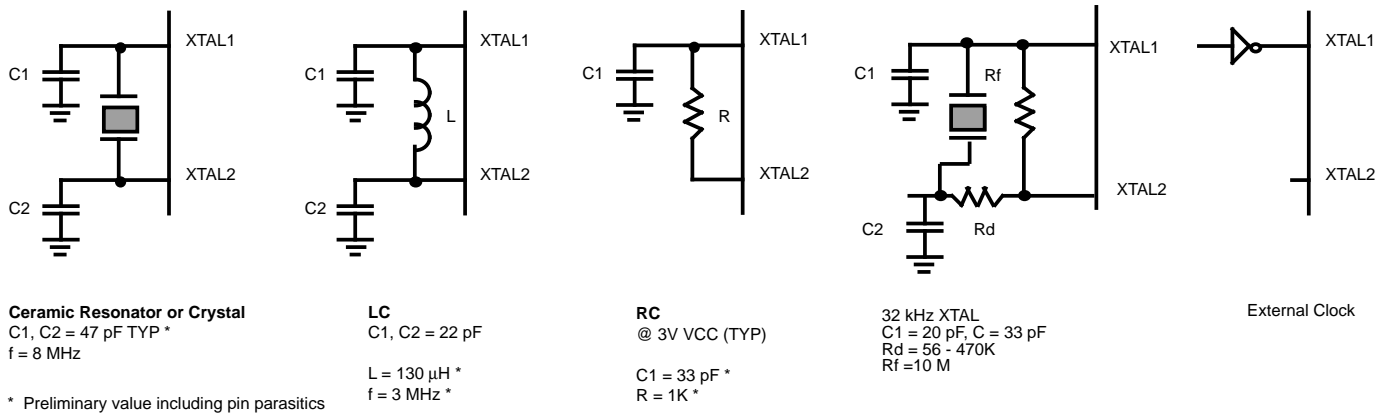 XTAL1
C1
XTAL2
C2
XTAL1
C1
L
XTAL2
C2
XTAL1
C1
R
XTAL2
XTAL1
C1
Rf
XTAL2
C2
Rd
XTAL1
XTAL2
Ceramic Resonator or Crystal
C1, C2 = 47 pF TYP *
f = 8 MHz
* Preliminary value including pin parasitics
LC
C1, C2 = 22 pF
L = 130 μH *
f = 3 MHz *
RC
@ 3V VCC (TYP)
C1 = 33 pF *
R = 1K *
32 kHz XTAL
C1 = 20 pF, C = 33 pF
Rd = 56 - 470K
Rf =10 M
External Clock